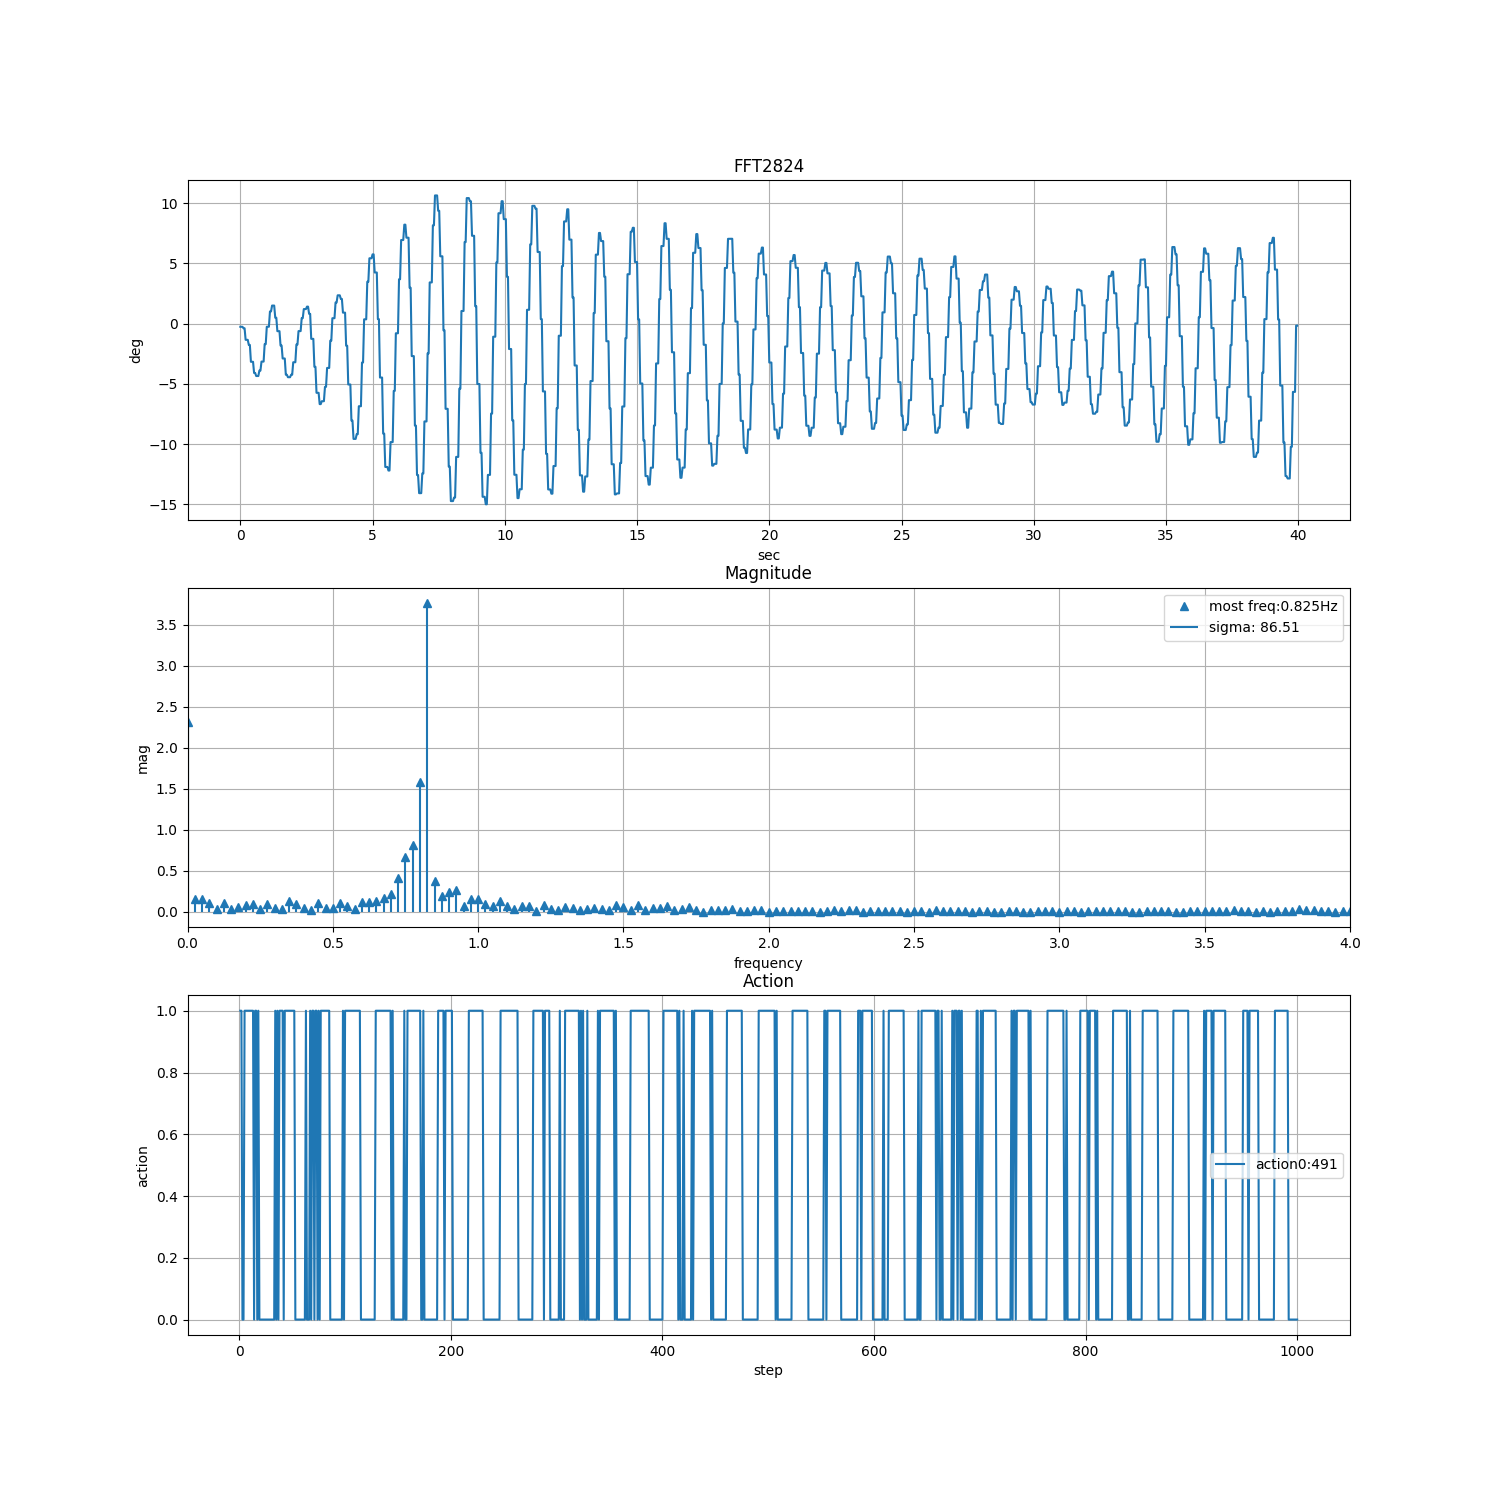 FFT2824
10
5
0
−5
−10
−15
deg
0 5 10 15 20 25 30 35 40
sec
Magnitude
most freq:0.825Hz
sigma: 86.51
3.5
3.0
2.5
2.0
1.5
1.0
0.5
0.0
mag
0.0 0.5 1.0 1.5 2.0 2.5 3.0 3.5 4.0
frequency
Action
1.0
0.8
0.6
0.4
0.2
0.0
action
action0:491
0 200 400 600 800 1000
step